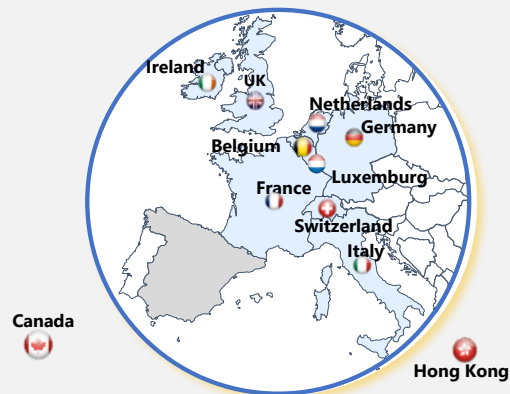 Ireland
UK
Netherlands
Germany
Belgium
Luxemburg
France
Switzerland
Italy
Canada
Hong Kong